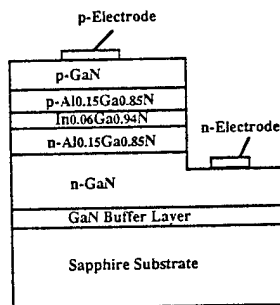 p-Electrode
p-GaN
p-Al0.15Ga0.85N
In0.06Ga0.94N
n-Al0.15Ga0.85N
n-Electrode
n-GaN
GaN Buffer Layer
Sapphire Substrate